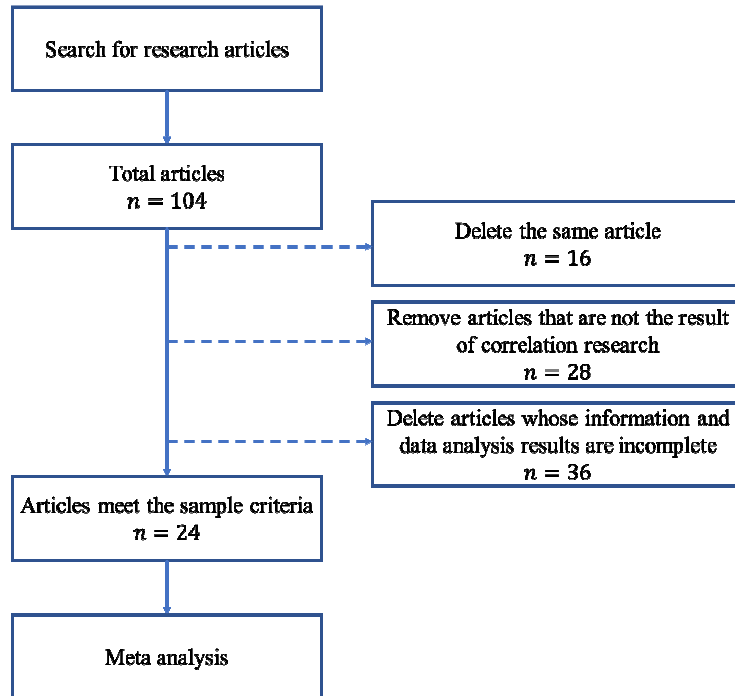 Search for research articles
Total articles
n = 104
Delete the same article
n = 16
Remove articles that are not the result
of correlation research
n = 28
Delete articles whose information and
data analysis results are incomplete
n = 36
Articles meet the sample criteria
n = 24
Meta analysis